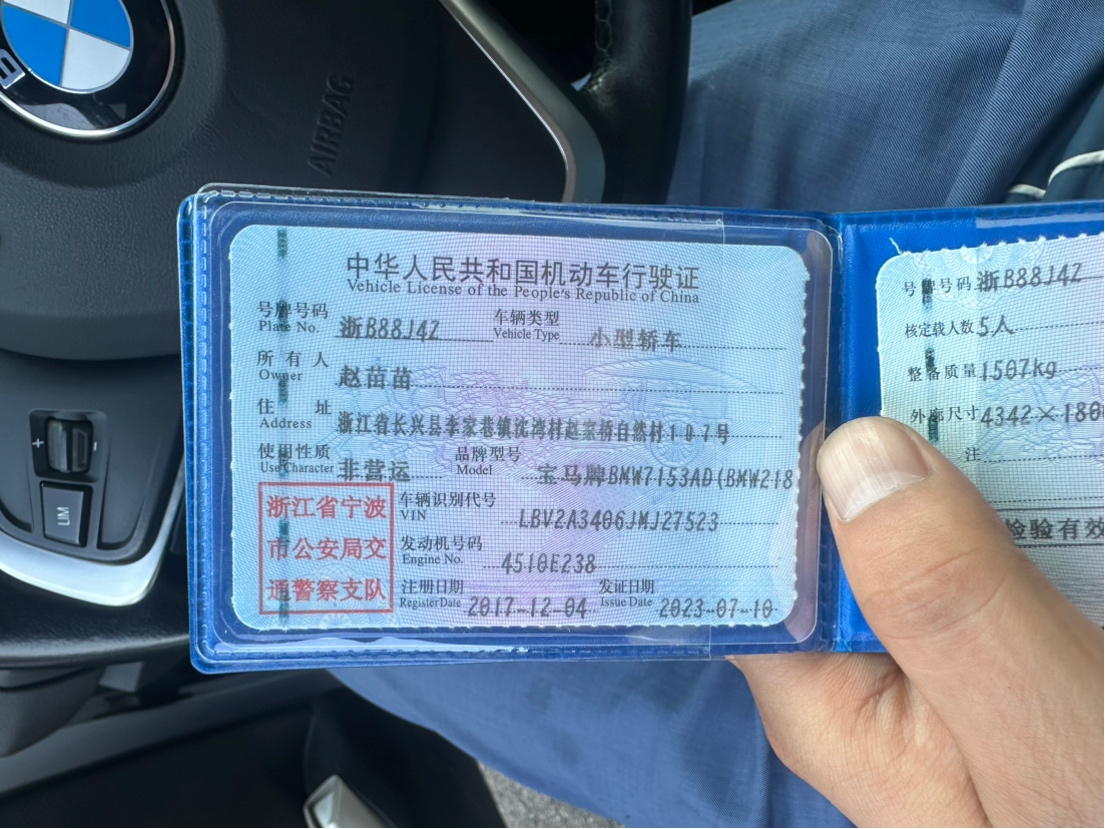 AIRBAG
LIM
中华人民共和国机动车行驶证
Vehicle License of the People's Republic of China
号牌号码 浙B88J4Z 车辆类型 小型轿车
Plate No. Vehicle Type
所有人 赵苗苗
Owner
住址 浙江省长兴县李家巷镇沈湾村赵家桥自然村107号
Address
使用性质 非营运 品牌型号 宝马牌BMW7153AD(BMW218
Use Character Model
浙江省宁波
市公安局交
通警察支队
车辆识别代号 LBV2A3406JMJ27523
VIN
发动机号码 4510E238
Engine No.
注册日期 2017-12-04 发证日期 2023-07-10
Register Date Issue Date
号牌号码 浙B88J4Z
核定载人数 5人
整备质量 1507kg
外廓尺寸 4342×180
注
检验有效